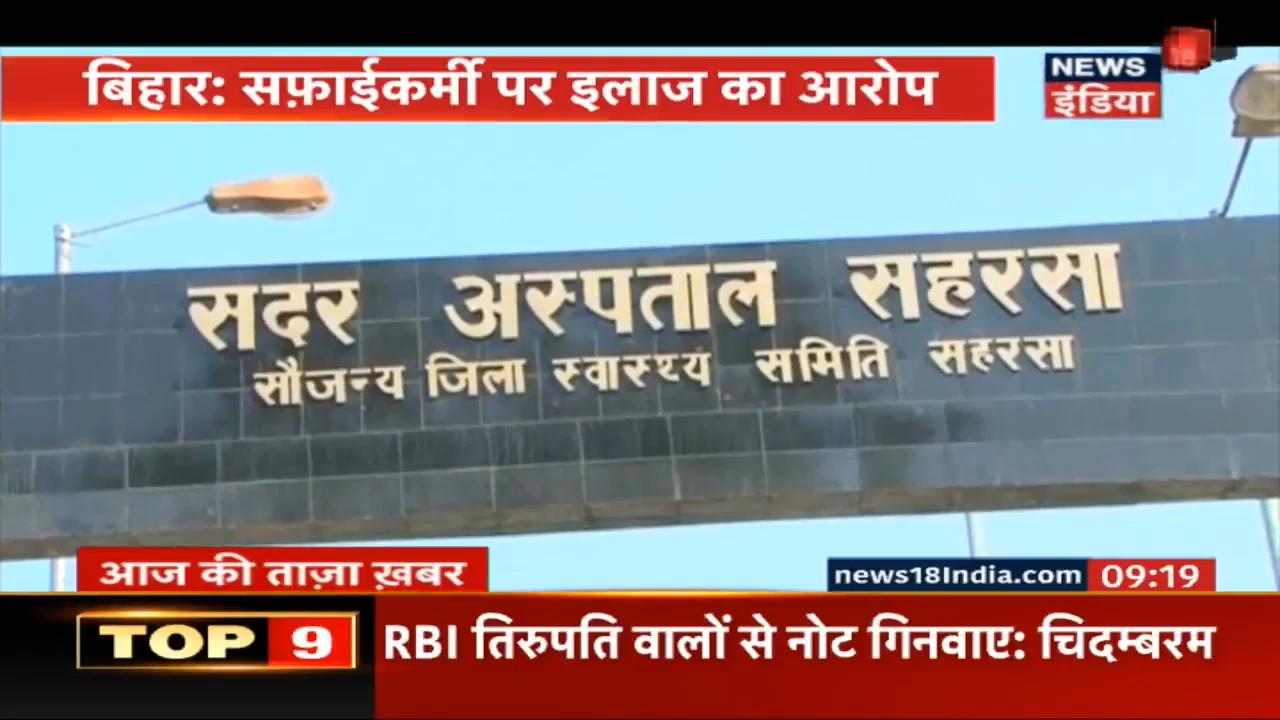 बिहार: सफ़ाईकर्मी पर इलाज का आरोप
NEWS
18
इंडिया
सदर अस्पताल सहरसा
सौजन्य जिला स्वास्थ्य समिति सहरसा
आज की ताज़ा ख़बर
news18India.com 09:19
TOP 9
RBI तिरुपति वालों से नोट गिनवाए: चिदम्बरम